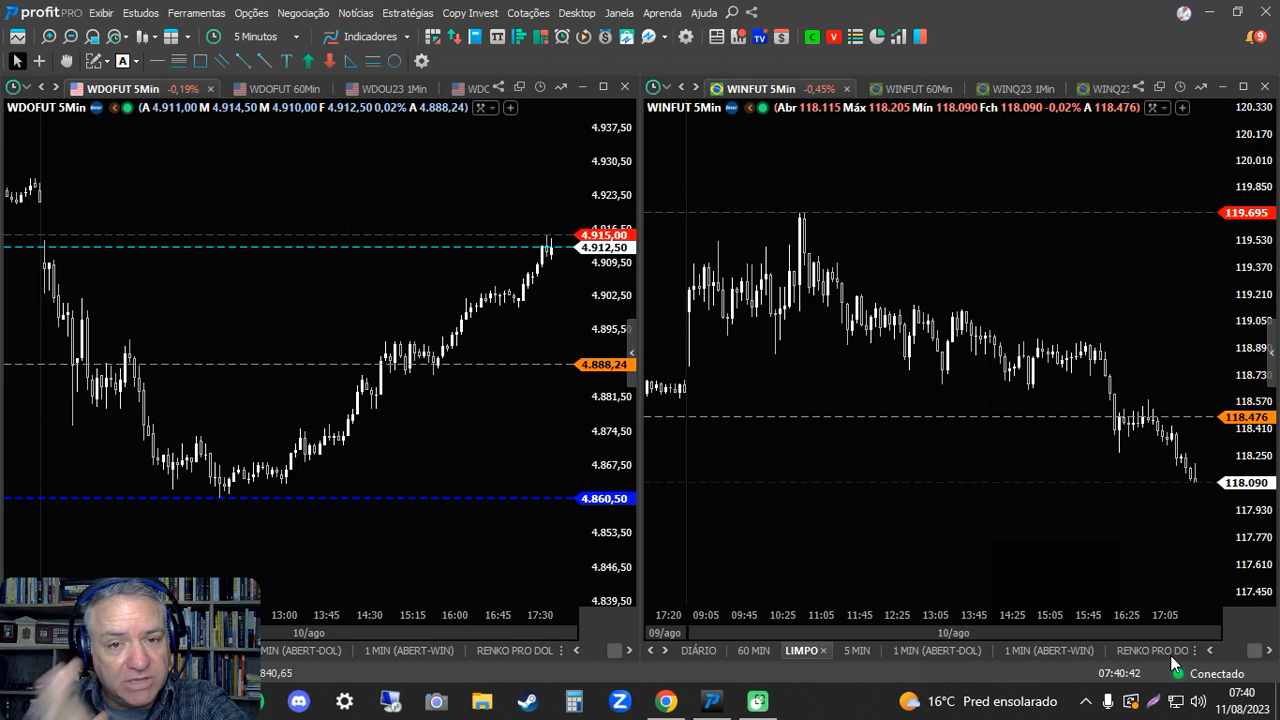 profitPRO Exibir Estudos Ferramentas Opções Negociação Notícias Estratégias Copy Invest Cotações Desktop Janela Aprenda Ajuda
5 Minutos Indicadores TV $ C V 9
A T
WDOFUT 5Min -0,19% WDOFUT 60Min WDOU23 1Min WDC
WINFUT 5Min -0,45% WINFUT 60Min WINQ23 1Min WINQ23
WDOFUT 5Min (A 4.911,00 M 4.914,50 M 4.910,00 F 4.912,50 0,02% A 4.888,24)
WINFUT 5Min (Abr 118.115 Máx 118.205 Mín 118.090 Fch 118.090 -0,02% A 118.476)
4.937,50
4.930,50
4.923,50
4.916,50
4.915,00
4.912,50
4.909,50
4.902,50
4.895,50
4.888,24
4.881,50
4.874,50
4.867,50
4.860,50
4.853,50
4.846,50
4.839,50
120.330
120.170
120.010
119.850
119.695
119.530
119.370
119.210
119.050
118.890
118.730
118.570
118.476
118.410
118.250
118.090
117.930
117.770
117.610
117.450
13:00 13:45 14:30 15:15 16:00 16:45 17:30
10/ago
17:20 09:05 09:45 10:25 11:05 11:45 12:25 13:05 13:45 14:25 15:05 15:45 16:25 17:05
09/ago 10/ago
MIN (ABERT-DOL) 1 MIN (ABERT-WIN) RENKO PRO DOL
DIÁRIO 60 MIN LIMPO 5 MIN 1 MIN (ABERT-DOL) 1 MIN (ABERT-WIN) RENKO PRO DO
840,65 07:40:42 Conectado
16°C Pred ensolarado
07:40
11/08/2023